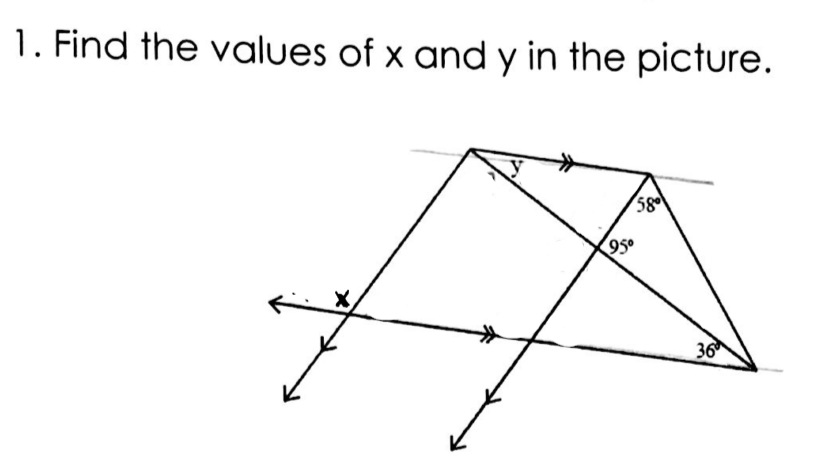 1. Find the values of x and y in the picture.
y
58°
95°
x
36°